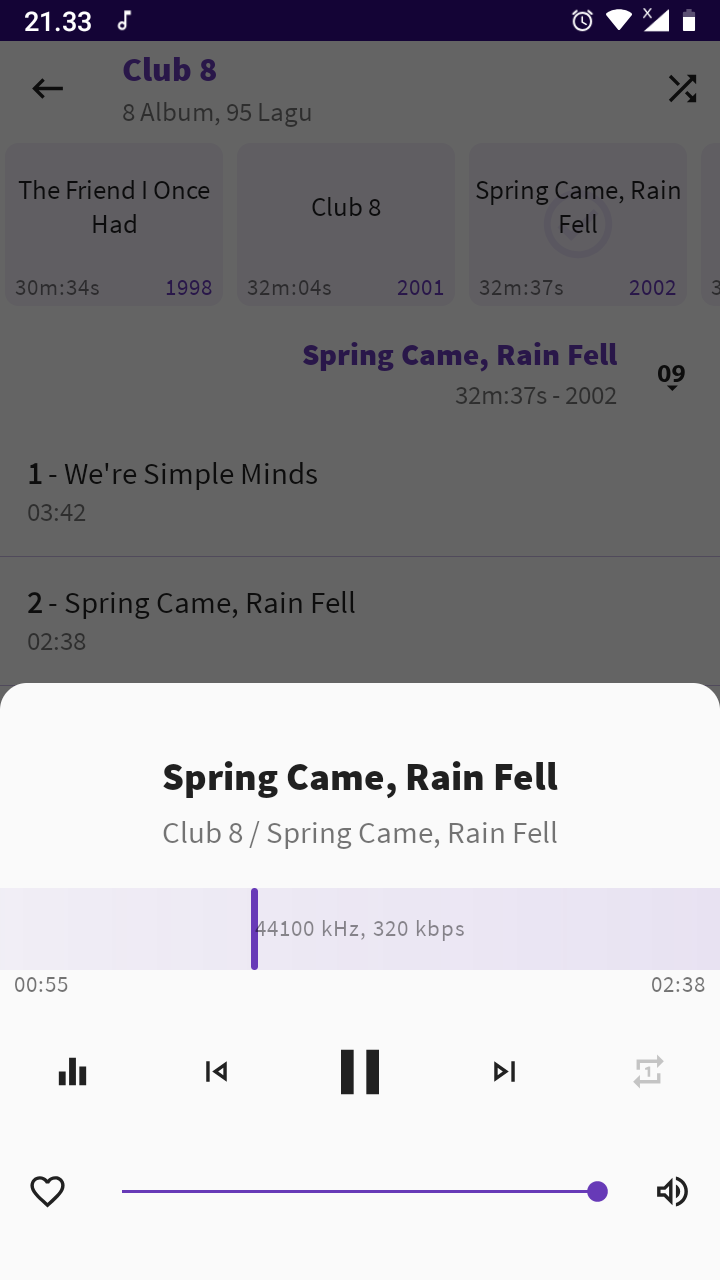 21.33
Club 8
8 Album, 95 Lagu
The Friend I Once
Had
30m:34s 1998
Club 8
32m:04s 2001
Spring Came, Rain
Fell
32m:37s 2002
3
Spring Came, Rain Fell
32m:37s - 2002
09
1 - We're Simple Minds
03:42
2 - Spring Came, Rain Fell
02:38
Spring Came, Rain Fell
Club 8 / Spring Came, Rain Fell
44100 kHz, 320 kbps
00:55 02:38
1